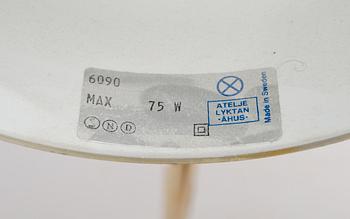 6090
MAX 75 W
N D
ATELJE
LYKTAN
·ÅHUS·
Made in Sweden